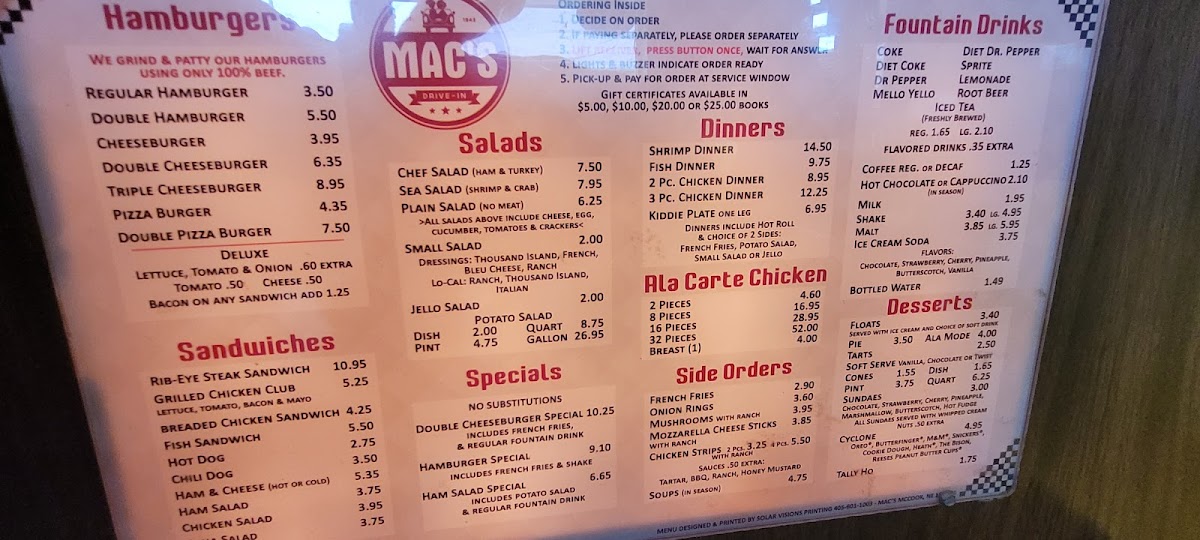 Hamburgers
We grind & patty our hamburgers
using only 100% beef.
Regular Hamburger 3.50
Double Hamburger 5.50
Cheeseburger 3.95
Double Cheeseburger 6.35
Triple Cheeseburger 8.95
Pizza Burger 4.35
Double Pizza Burger 7.50
Deluxe
Lettuce, Tomato & Onion .60 extra
Tomato .50 Cheese .50
Bacon on any sandwich add 1.25
Sandwiches
Rib-Eye Steak Sandwich 10.95
Grilled Chicken Club 5.25
lettuce, tomato, bacon & mayo
Breaded Chicken Sandwich 4.25
Fish Sandwich 5.50
Hot Dog 2.75
Chili Dog 3.50
Ham & Cheese (hot or cold) 5.35
Ham Salad 3.75
Chicken Salad 3.95
Salad 3.75
1943
MAC'S
DRIVE-IN
Salads
Chef Salad (ham & turkey) 7.50
Sea Salad (shrimp & crab) 7.95
Plain Salad (no meat) 6.25
>All salads above include cheese, egg,
cucumber, tomatoes & crackers<
Small Salad 2.00
Dressings: Thousand Island, French,
Bleu Cheese, Ranch
Lo-Cal: Ranch, Thousand Island,
Italian
Jello Salad 2.00
Potato Salad
Dish 2.00 Quart 8.75
Pint 4.75 Gallon 26.95
Specials
No substitutions
Double Cheeseburger Special 10.25
includes French fries,
& regular fountain drink
Hamburger Special 9.10
includes French fries & shake
Ham Salad Special 6.65
includes potato salad
& regular fountain drink
Ordering Inside
1. Decide on order
2. If paying separately, please order separately
3. Lift receiver, press button once, wait for answer
4. Lights & buzzer indicate order ready
5. Pick-up & pay for order at service window
Gift certificates available in
$5.00, $10.00, $20.00 or $25.00 books
Dinners
Shrimp Dinner 14.50
Fish Dinner 9.75
2 Pc. Chicken Dinner 8.95
3 Pc. Chicken Dinner 12.25
Kiddie Plate one leg 6.95
Dinners include Hot Roll
& choice of 2 Sides:
French Fries, Potato Salad,
Small Salad or Jello
Ala Carte Chicken
2 Pieces 4.60
8 Pieces 16.95
16 Pieces 28.95
32 Pieces 52.00
Breast (1) 4.00
Side Orders
French Fries 2.90
Onion Rings 3.60
Mushrooms with ranch 3.95
Mozzarella Cheese Sticks 3.85
with ranch
Chicken Strips 2 Pcs. 3.25 4 Pcs. 5.50
with ranch
Sauces .50 extra:
Tartar, BBQ, Ranch, Honey Mustard
Soups (in season) 4.75
Fountain Drinks
Coke Diet Dr. Pepper
Diet Coke Sprite
Dr Pepper Lemonade
Mello Yello Root Beer
Iced Tea
(Freshly Brewed)
reg. 1.65 lg. 2.10
Flavored drinks .35 extra
Coffee reg. or decaf 1.25
Hot Chocolate or Cappuccino 2.10
(in season)
Milk 1.95
Shake 3.40 lg. 4.95
Malt 3.85 lg. 5.95
Ice Cream Soda 3.75
Flavors:
Chocolate, Strawberry, Cherry, Pineapple,
Butterscotch, Vanilla
Bottled Water 1.49
Desserts
Floats 3.40
Served with ice cream and choice of soft drink
Pie 3.50 Ala Mode 4.00
Tarts 2.50
Soft Serve Vanilla, Chocolate or Twist
Cones 1.55 Dish 1.65
Pint 3.75 Quart 6.25
Sundaes 3.00
Chocolate, Strawberry, Cherry, Pineapple,
Marshmallow, Butterscotch, Hot Fudge
All Sundaes served with whipped cream
Nuts .50 extra
Cyclone 4.95
Oreo®, Butterfinger®, M&M®, Snickers®,
Cookie Dough, Heath®, The Bison,
Reeses Peanut Butter Cups®
Tally Ho 1.75
MENU DESIGNED & PRINTED BY SOLAR VISIONS PRINTING 405-601-1003 - MAC'S MCCOOK, NE